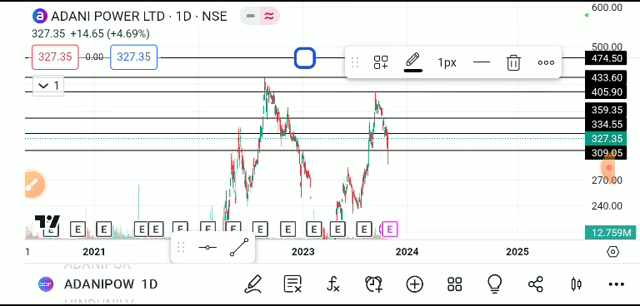 ADANI POWER LTD · 1D · NSE
600.00
327.35 +14.65 (+4.69%)
500.00
327.35 0.00 327.35
1px
474.50
433.60
1
405.90
359.35
334.55
327.35
309.05
270.00
240.00
E E E E E E E E E E E E E
12.759M
1 2021 2023 2024 2025
ADANIPOW 1D